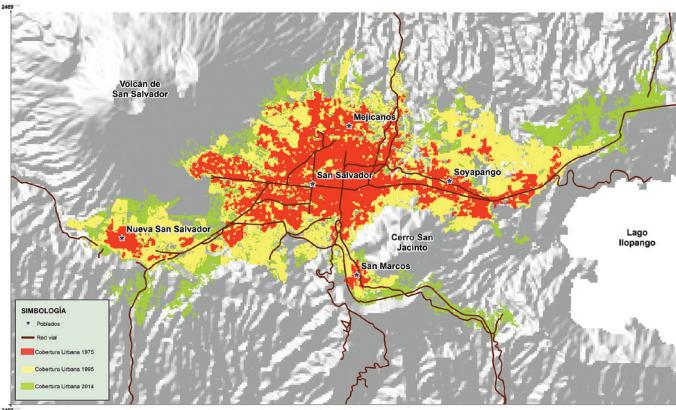 2469
Volcán de
San Salvador
Mejicanos
San Salvador
Soyapango
Nueva San Salvador
Cerro San
Jacinto
Lago
Ilopango
San Marcos
SIMBOLOGÍA
Poblados
Red vial
Cobertura Urbana 1975
Cobertura Urbana 1995
Cobertura Urbana 2014